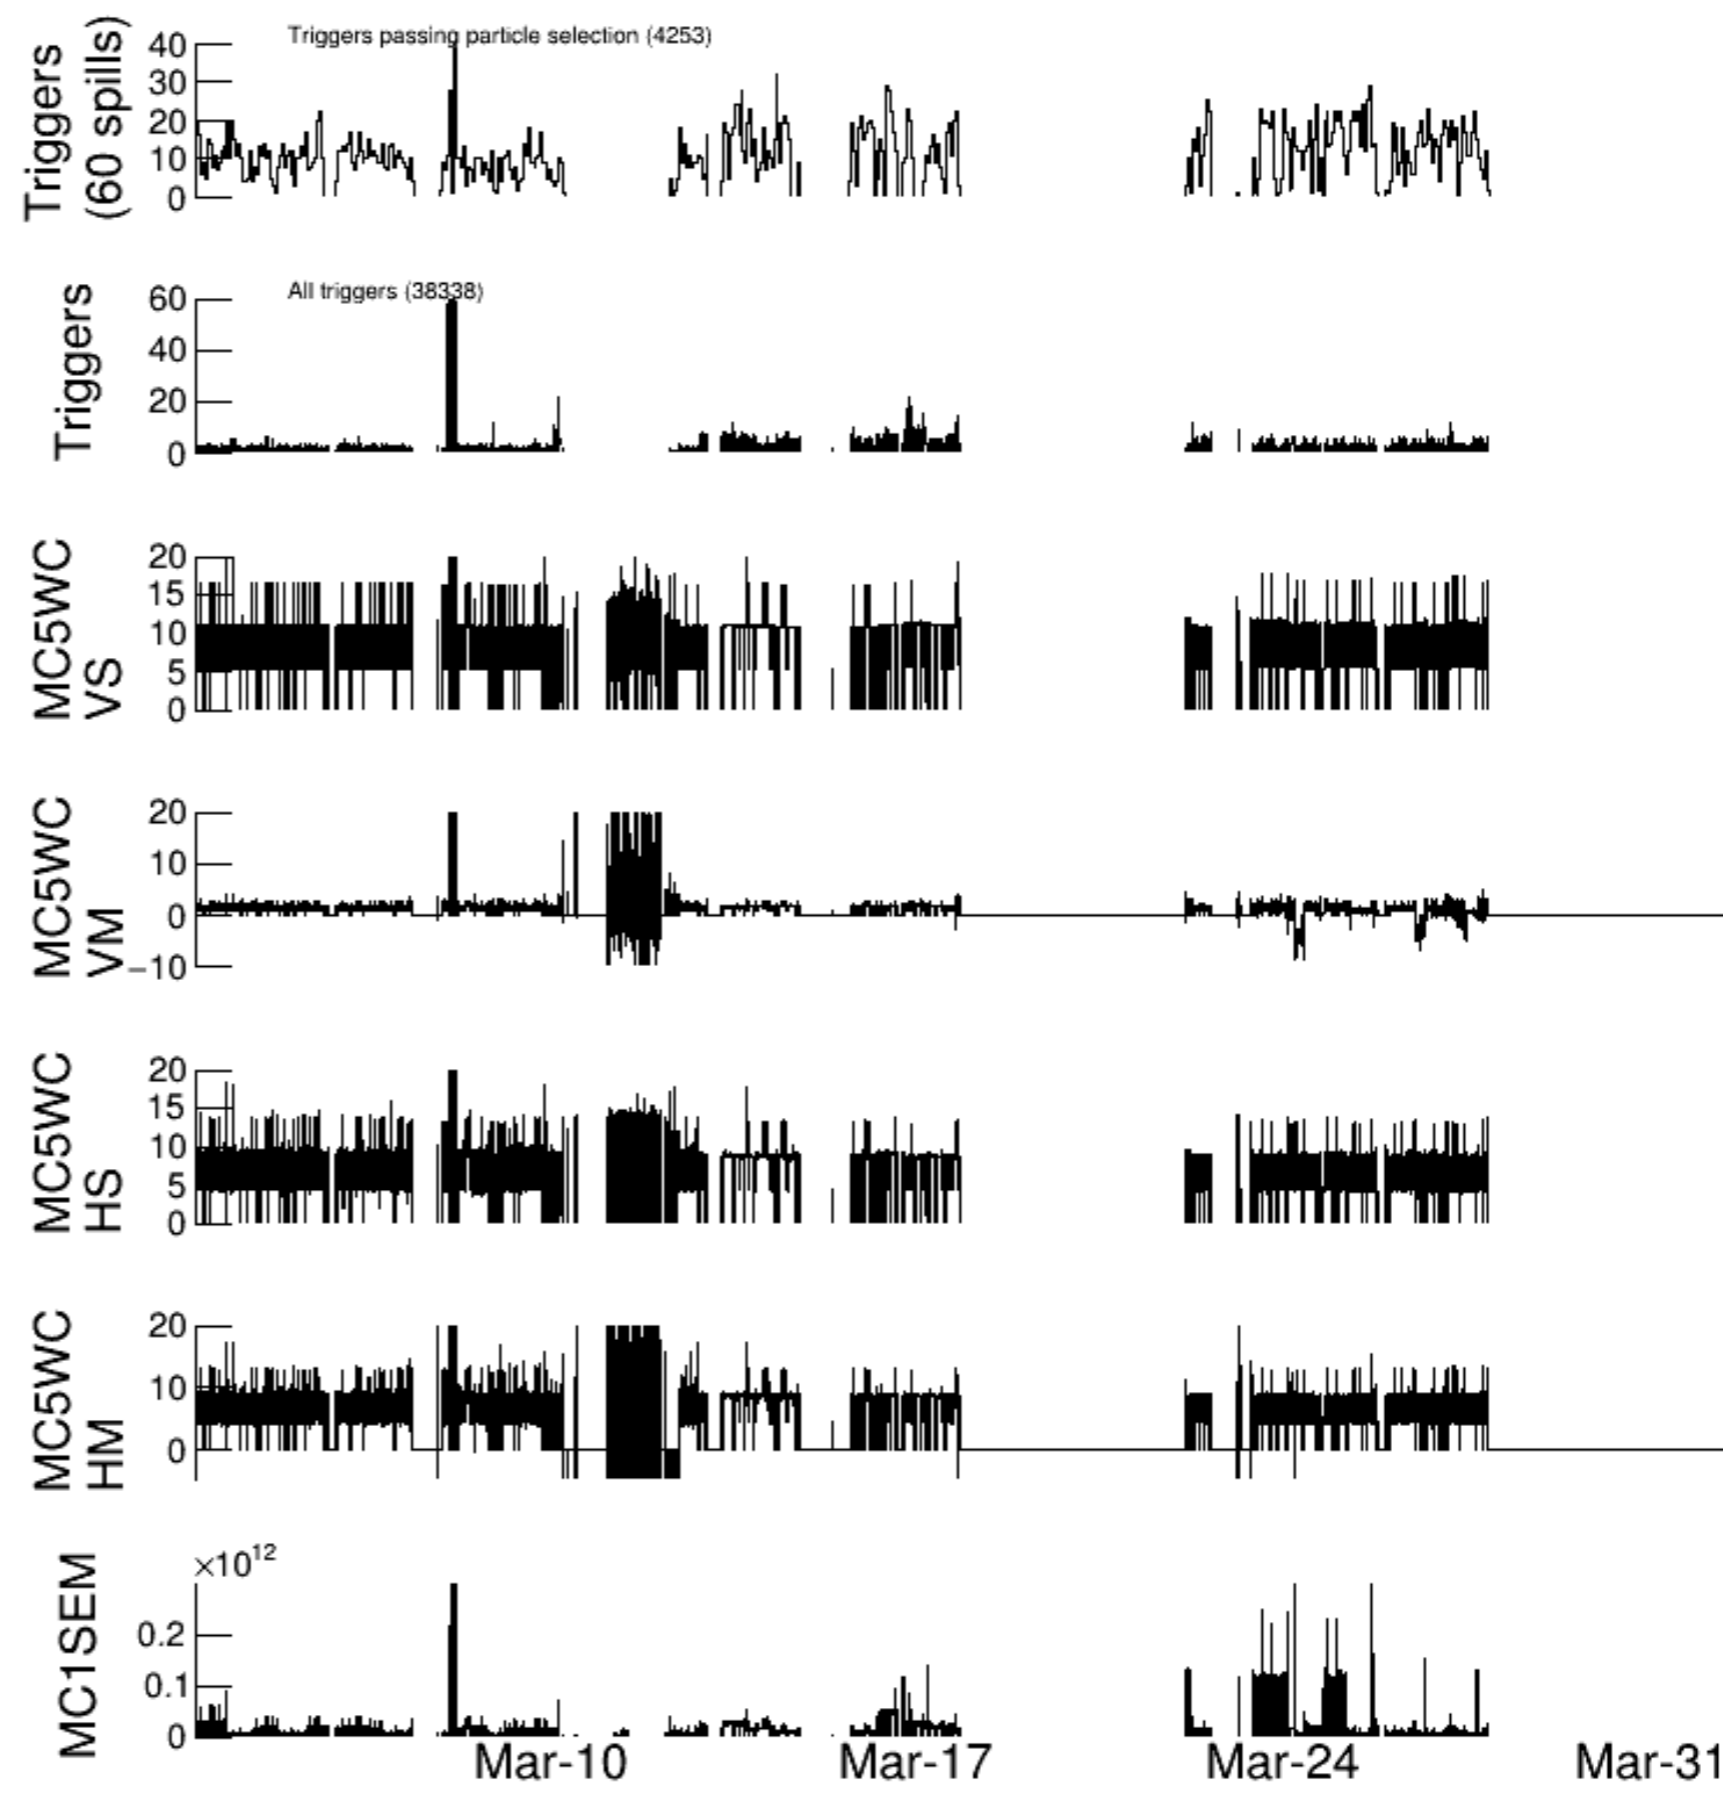 Triggers
(60 spills)
40
30
20
10
0
Triggers passing particle selection (4253)
Triggers
60
40
20
0
All triggers (38338)
MC5WC
VS
20
15
10
5
0
MC5WC
VM
20
10
0
−10
MC5WC
HS
20
15
10
5
0
MC5WC
HM
20
10
0
MC1SEM
×10¹²
0.2
0.1
0
Mar-10 Mar-17 Mar-24 Mar-31